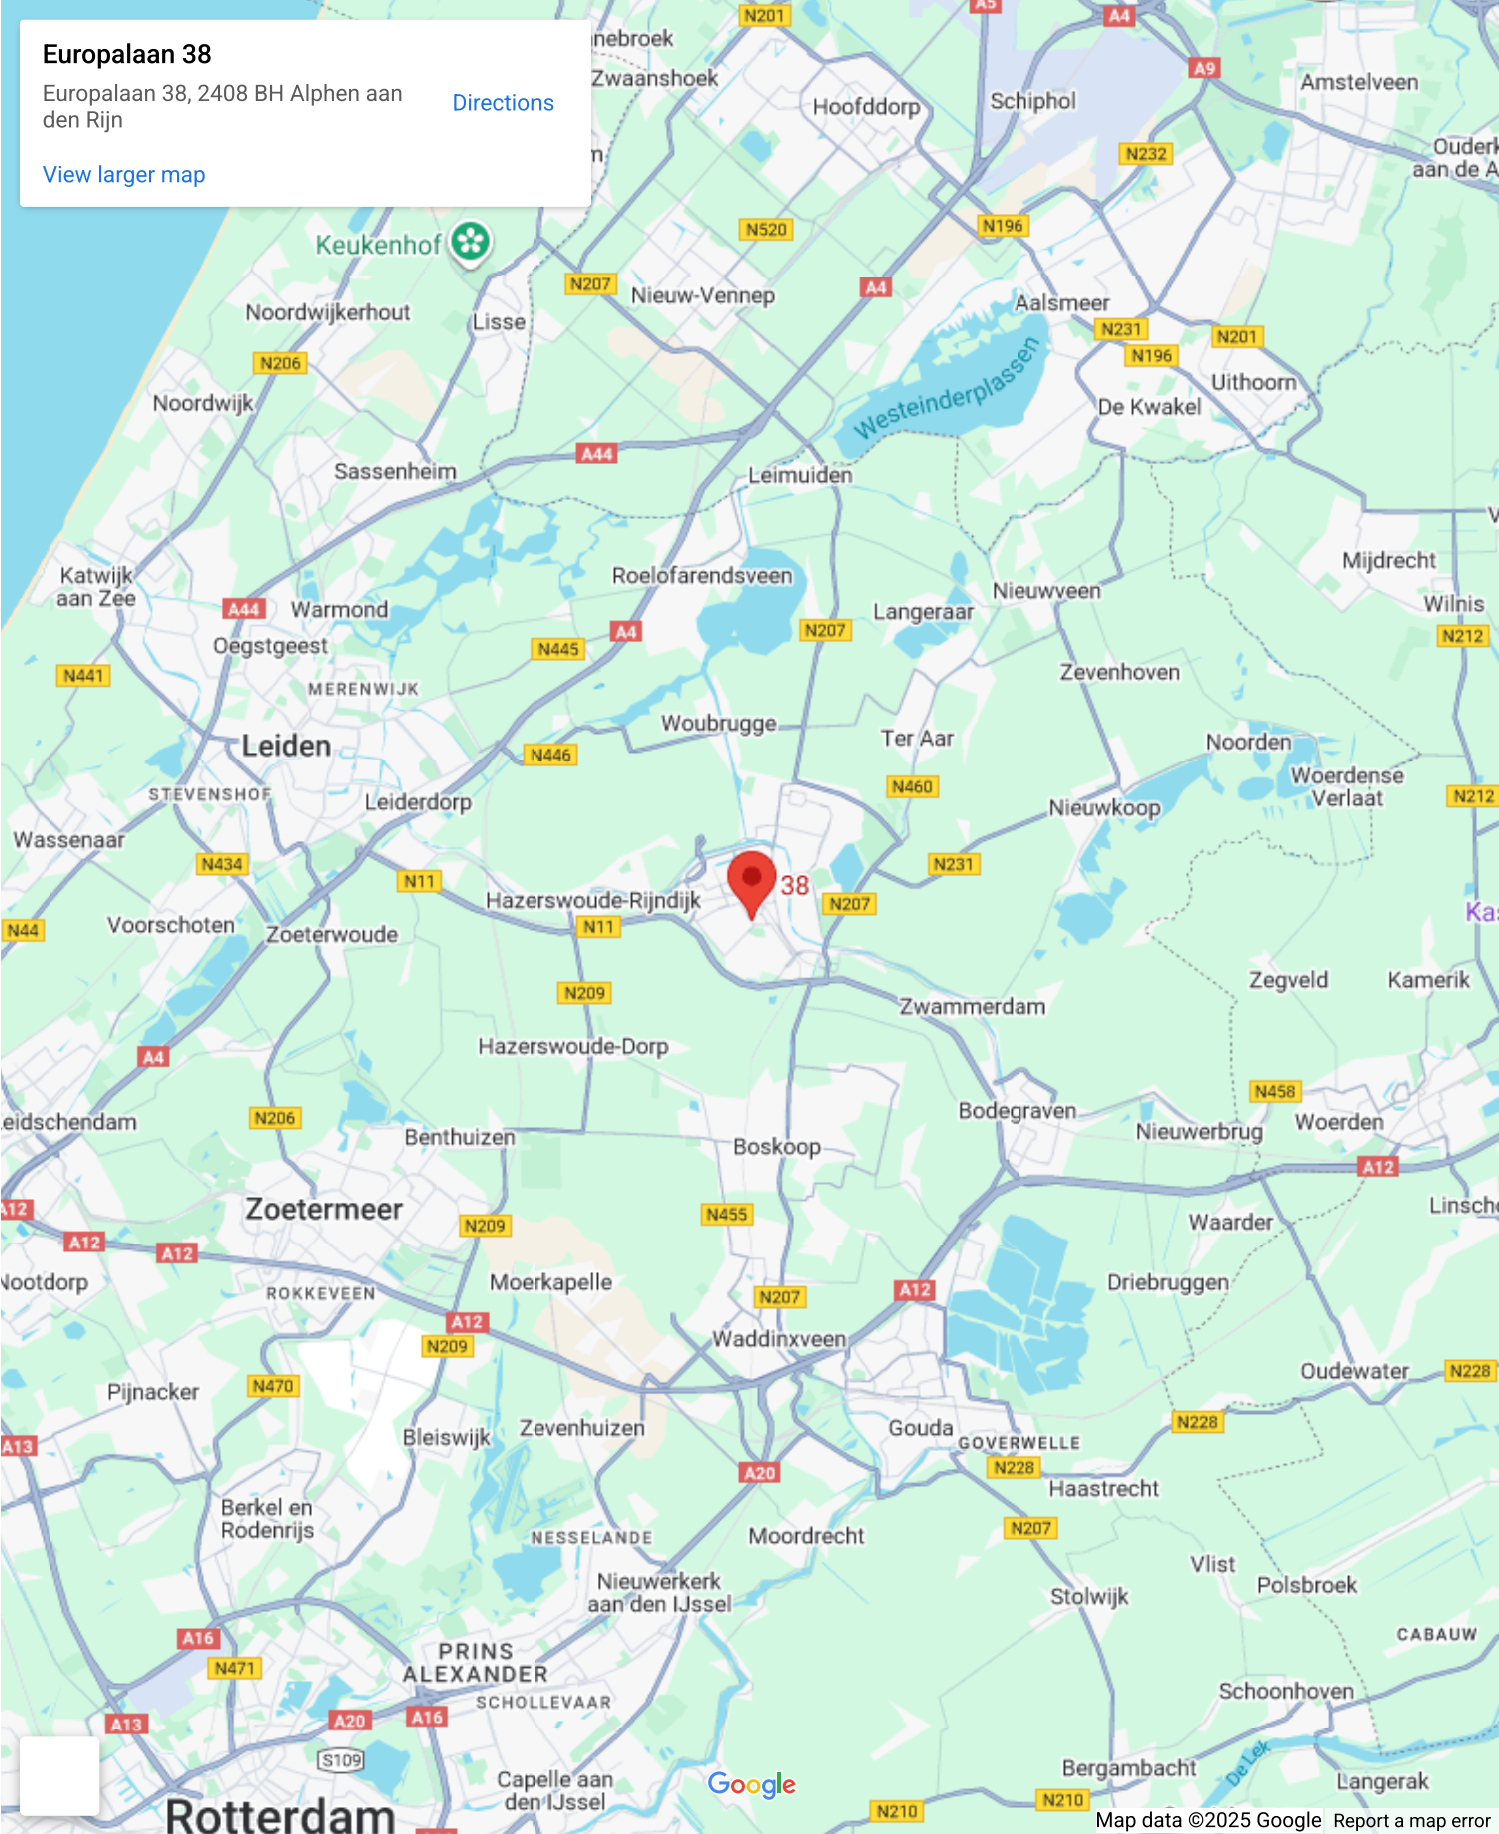 Europalaan 38
Europalaan 38, 2408 BH Alphen aan
den Rijn
Directions
View larger map
N201
A5
A4
nebroek
Zwaanshoek
A9
Amstelveen
Hoofddorp
Schiphol
N232
Ouderk
aan de A
N520
N196
Keukenhof
N207
Nieuw-Vennep
A4
Aalsmeer
Noordwijkerhout
Lisse
N231
N201
N196
N206
Westeinderplassen
Uithoorn
Noordwijk
De Kwakel
A44
Sassenheim
Leimuiden
Mijdrecht
Katwijk
aan Zee
Roelofarendsveen
Nieuwveen
A44
Warmond
Langeraar
Wilnis
A4
N207
N212
Oegstgeest
N445
N441
Zevenhoven
MERENWIJK
Woubrugge
Ter Aar
Noorden
Leiden
N446
Woerdense
Verlaat
N460
N212
STEVENSHOF
Leiderdorp
Nieuwkoop
Wassenaar
N434
N231
N11
38
Hazerswoude-Rijndijk
N207
Kas
N44
Voorschoten
N11
Zoeterwoude
N209
Zegveld
Kamerik
Zwammerdam
A4
Hazerswoude-Dorp
N458
eidschendam
N206
Bodegraven
Woerden
Benthuizen
Nieuwerbrug
Boskoop
A12
A12
Zoetermeer
N455
Linscho
N209
Waarder
A12
A12
Nootdorp
Moerkapelle
Driebruggen
ROKKEVEEN
N207
A12
A12
Waddinxveen
N209
Oudewater
N228
Pijnacker
N470
N228
A13
Bleiswijk
Zevenhuizen
Gouda
GOVERWELLE
N228
A20
Haastrecht
Berkel en
Rodenrijs
NESSELANDE
Moordrecht
N207
Vlist
Polsbroek
Nieuwerkerk
aan den IJssel
Stolwijk
A16
CABAUW
PRINS
ALEXANDER
N471
SCHOLLEVAAR
Schoonhoven
A13
A20
A16
S109
De Lek
Bergambacht
Capelle aan
den IJssel
Google
Langerak
N210
N210
Rotterdam
Map data ©2025 Google
Report a map error